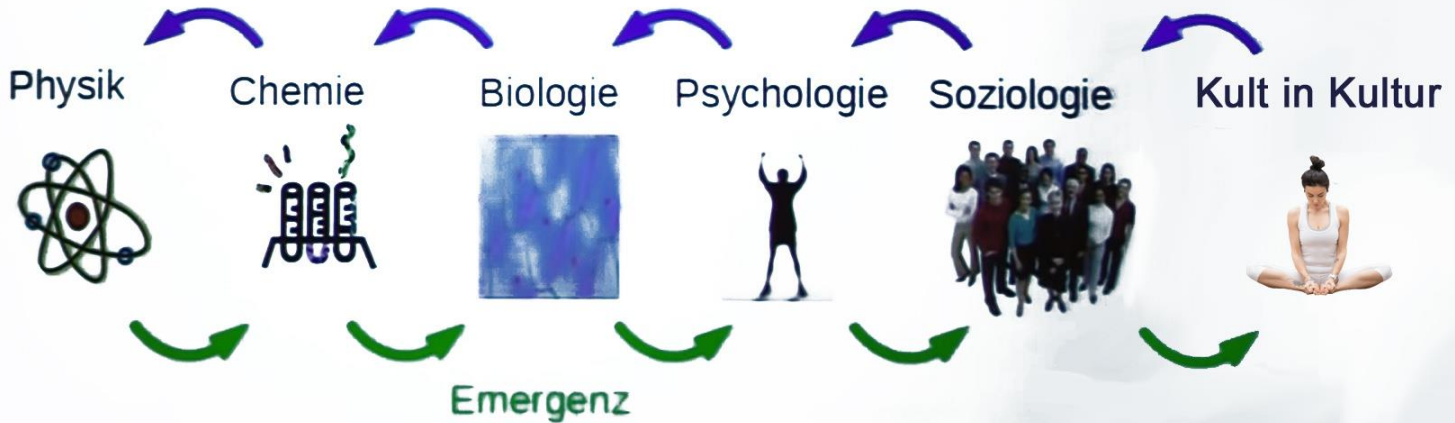 Physik
Chemie
Biologie
Psychologie
Soziologie
Kult in Kultur
Emergenz